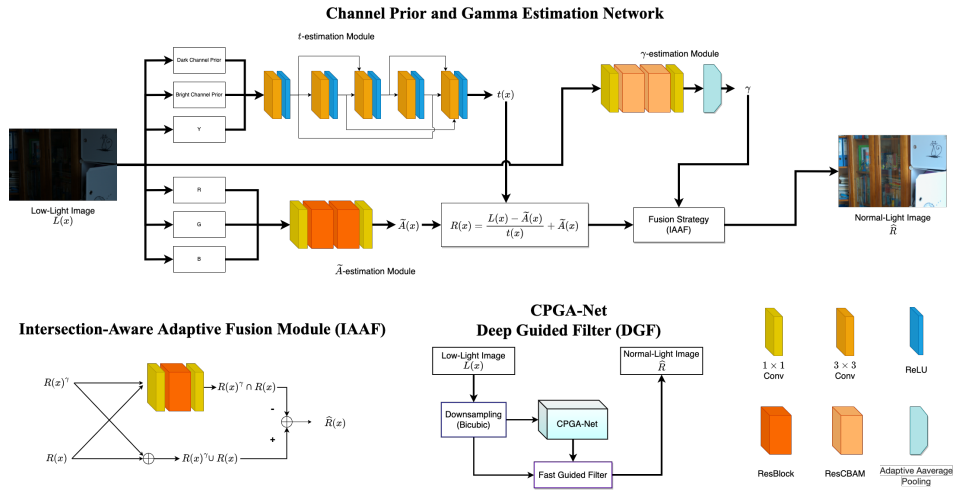 Channel Prior and Gamma Estimation Network
t-estimation Module
γ-estimation Module
Dark Channel Prior
Bright Channel Prior
Y
t(x)
γ
Low-Light Image
L(x)
R
G
B
Ã(x)
Ã-estimation Module
R(x) = \frac{L(x) − Ã(x)}{t(x)} + Ã(x)
Fusion Strategy
(IAAF)
Normal-Light Image
R̂
Intersection-Aware Adaptive Fusion Module (IAAF)
R(x)^γ
R(x)^γ ∩ R(x)
-
R̂(x)
+
R(x)
R(x)^γ ∪ R(x)
CPGA-Net
Deep Guided Filter (DGF)
Low-Light Image
L(x)
Normal-Light Image
R̂
Downsampling
(Bicubic)
CPGA-Net
Fast Guided Filter
1 × 1
Conv
3 × 3
Conv
ReLU
ResBlock
ResCBAM
Adaptive Aaverage
Pooling